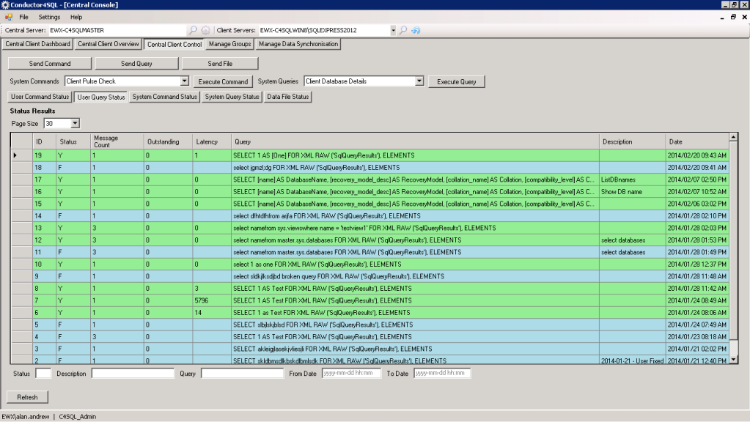 Conductor4SQL - [Central Console]
File Settings Help
Central Server: EWX-C4SQLMASTER Client Servers: EWX-C4SQLWIN8\SQLEXPRESS2012
Central Client Dashboard Central Client Overview Central Client Control Manage Groups Manage Data Synchronisation
Send Command Send Query Send File
System Commands Client Pulse Check Execute Command System Queries Client Database Details Execute Query
User Command Status User Query Status System Command Status System Query Status Data File Status
Status Results
Page Size 30
ID Status Message Count Outstanding Latency Query Description Date
19 Y 1 0 1 SELECT 1 AS [One] FOR XML RAW ('SqlQueryResults'), ELEMENTS 2014/02/20 09:43 AM
18 F 1 0 FOR XML RAW ('SqlQueryResults'), ELEMENTS 2014/02/20 09:41 AM
17 Y 1 0 0 SELECT [name] AS DatabaseName, [recovery_model_desc] AS RecoveryModel, [collation_name] AS Collation, [compatibility_level] AS C... ListDBnames 2014/02/07 02:50 PM
16 Y 1 0 0 SELECT [name] AS DatabaseName, [recovery_model_desc] AS RecoveryModel, [collation_name] AS Collation, [compatibility_level] AS C... Show DB name 2014/02/07 10:52 AM
15 Y 1 0 0 SELECT [name] AS DatabaseName, [recovery_model_desc] AS RecoveryModel, [collation_name] AS Collation, [compatibility_level] AS C... 2014/02/06 03:02 PM
14 F 1 0 select FOR XML RAW ('SqlQueryResults'), ELEMENTS 2014/01/28 02:10 PM
13 Y 3 0 0 select namefrom sys.viewswhere name = 'testview1' FOR XML RAW ('SqlQueryResults'), ELEMENTS 2014/01/28 02:03 PM
12 Y 3 0 0 select namefrom master.sys.databases FOR XML RAW ('SqlQueryResults'), ELEMENTS select databases 2014/01/28 01:53 PM
11 F 3 0 select namefrom master.sys.databases FOR XML RAW ('SqlQueryResults'), ELEMENTS select databases 2014/01/28 01:49 PM
10 Y 1 0 0 select 1 as one FOR XML RAW ('SqlQueryResults'), ELEMENTS 2014/01/28 12:37 PM
9 F 1 0 select broken query FOR XML RAW ('SqlQueryResults'), ELEMENTS 2014/01/28 11:48 AM
8 Y 1 0 3 SELECT 1 AS Test FOR XML RAW ('SqlQueryResults'), ELEMENTS 2014/01/28 11:42 AM
7 Y 1 0 5796 SELECT 1 AS Test FOR XML RAW ('SqlQueryResults'), ELEMENTS 2014/01/24 08:49 AM
6 Y 1 0 14 SELECT 1 as Test FOR XML RAW ('SqlQueryResults'), ELEMENTS 2014/01/24 08:06 AM
5 F 1 0 SELECT FOR XML RAW ('SqlQueryResults'), ELEMENTS 2014/01/24 07:49 AM
4 F 3 0 SELECT 1 AS Test FOR XML RAW ('SqlQueryResults'), ELEMENTS 2014/01/23 08:18 AM
3 F 1 0 SELECT FOR XML RAW ('SqlQueryResults'), ELEMENTS 2014/01/21 02:02 PM
2 F 1 0 SELECT FOR XML RAW ('SqlQueryResults'), ELEMENTS 2014-01-21 - User Fixed 2014/01/21 12:40 PM
Status Description Query From Date yyyy-mm-dd hh:mm To Date yyyy-mm-dd hh:mm
Refresh
EWX\alan.andrew | C4SQL_Admin